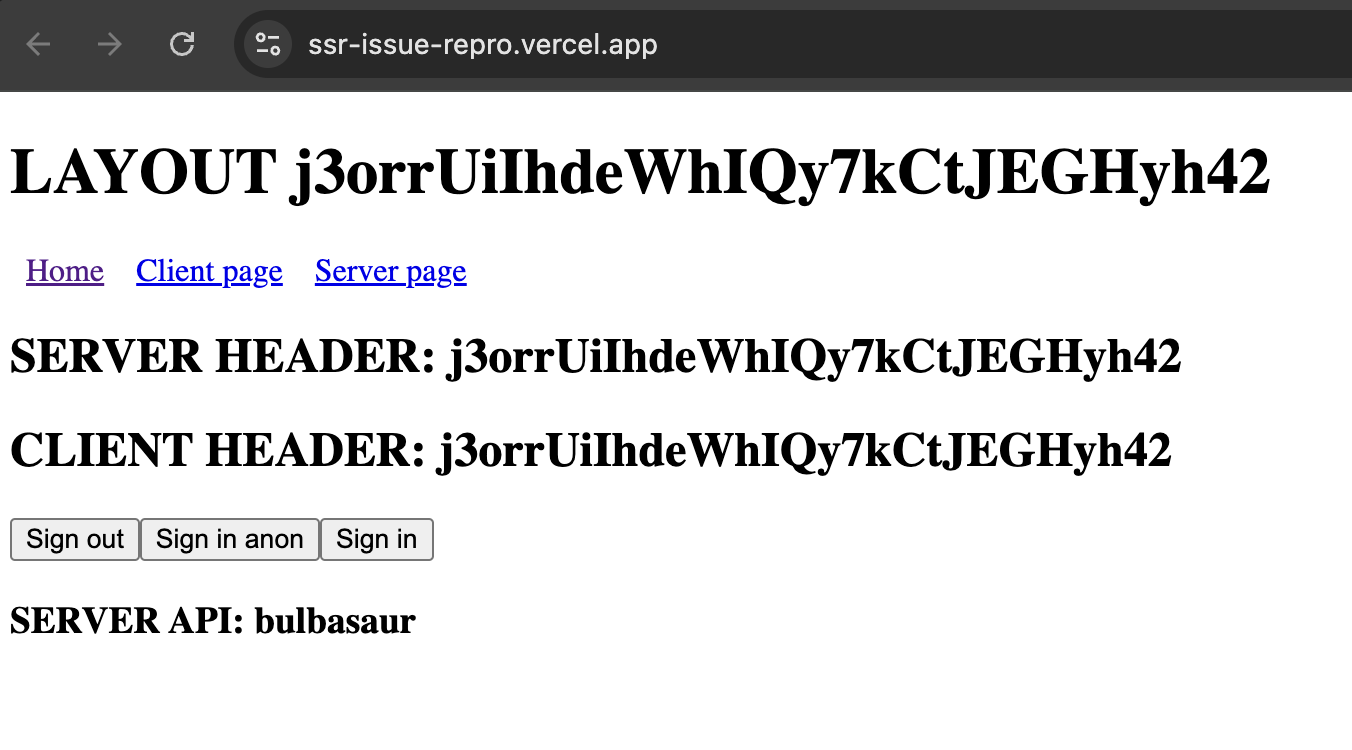 ssr-issue-repro.vercel.app
LAYOUT j3orrUiIhdeWhIQy7kCtJEGHyh42
Home Client page Server page
SERVER HEADER: j3orrUiIhdeWhIQy7kCtJEGHyh42
CLIENT HEADER: j3orrUiIhdeWhIQy7kCtJEGHyh42
Sign out Sign in anon Sign in
SERVER API: bulbasaur